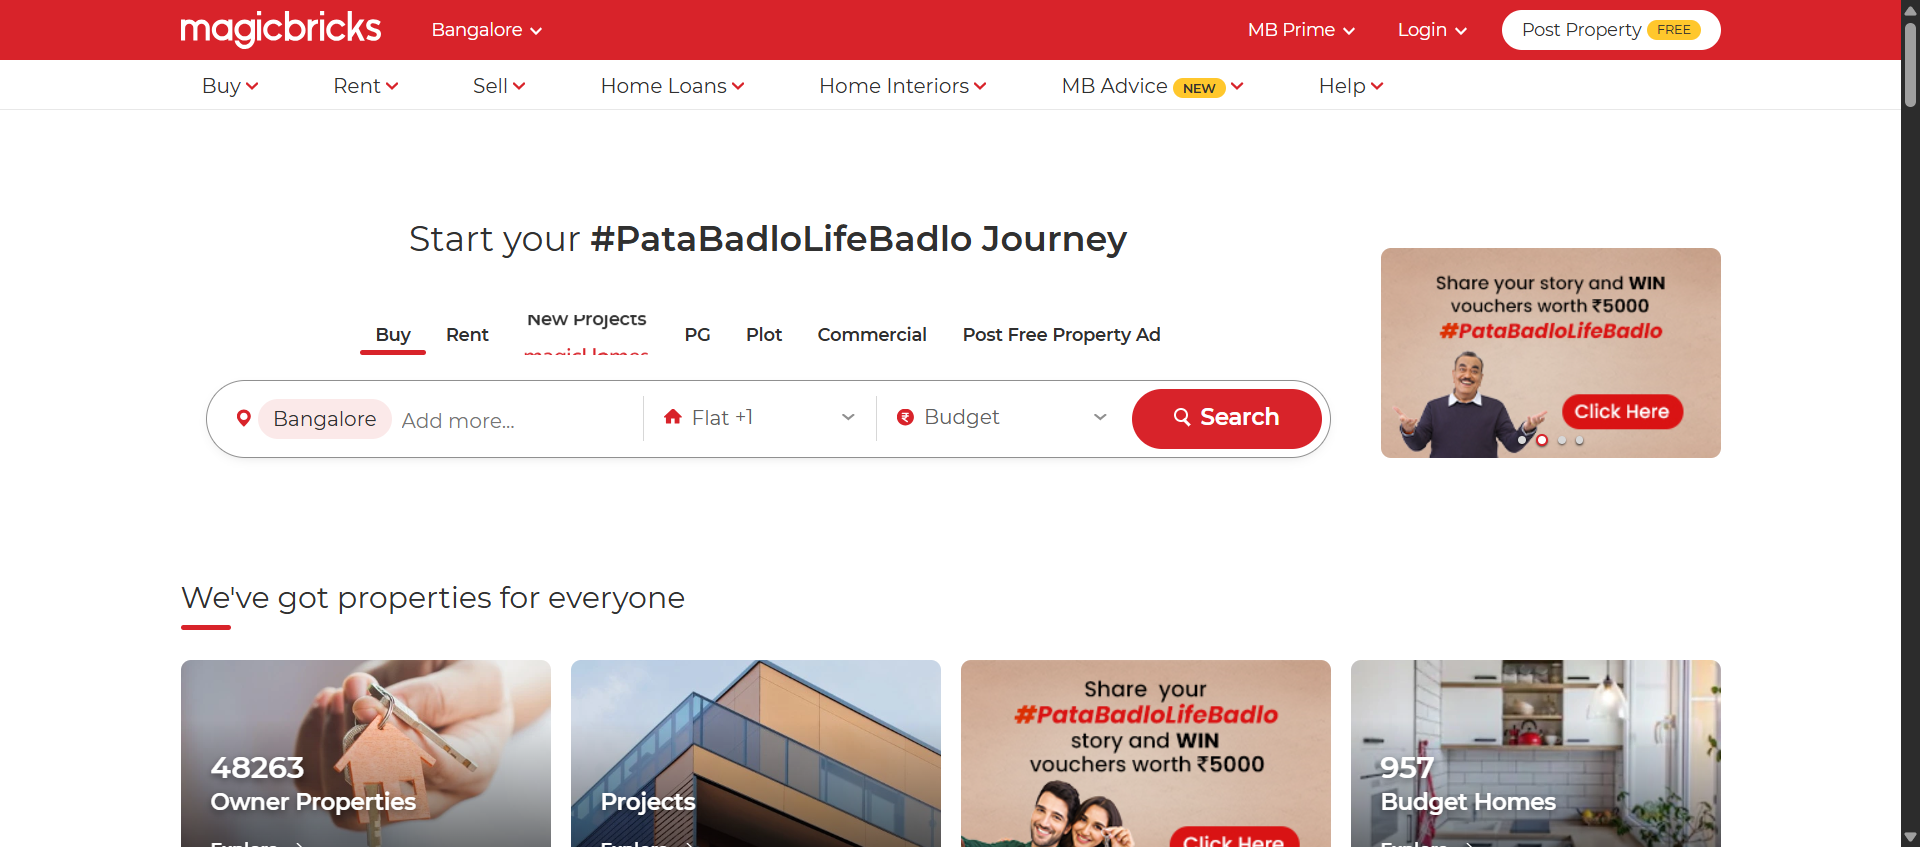 magicbricks
Bangalore
MB Prime
Login
Post Property FREE
Buy
Rent
Sell
Home Loans
Home Interiors
MB Advice NEW
Help
Start your #PataBadloLifeBadlo Journey
Buy
Rent
New Projects
magicHomes
PG
Plot
Commercial
Post Free Property Ad
Bangalore
Add more...
Flat +1
Budget
Search
Share your story and WIN
vouchers worth ₹5000
#PataBadloLifeBadlo
Click Here
We've got properties for everyone
48263
Owner Properties
Explore
Projects
Explore
Share your
#PataBadloLifeBadlo
story and WIN
vouchers worth ₹5000
Click Here
957
Budget Homes
Explore